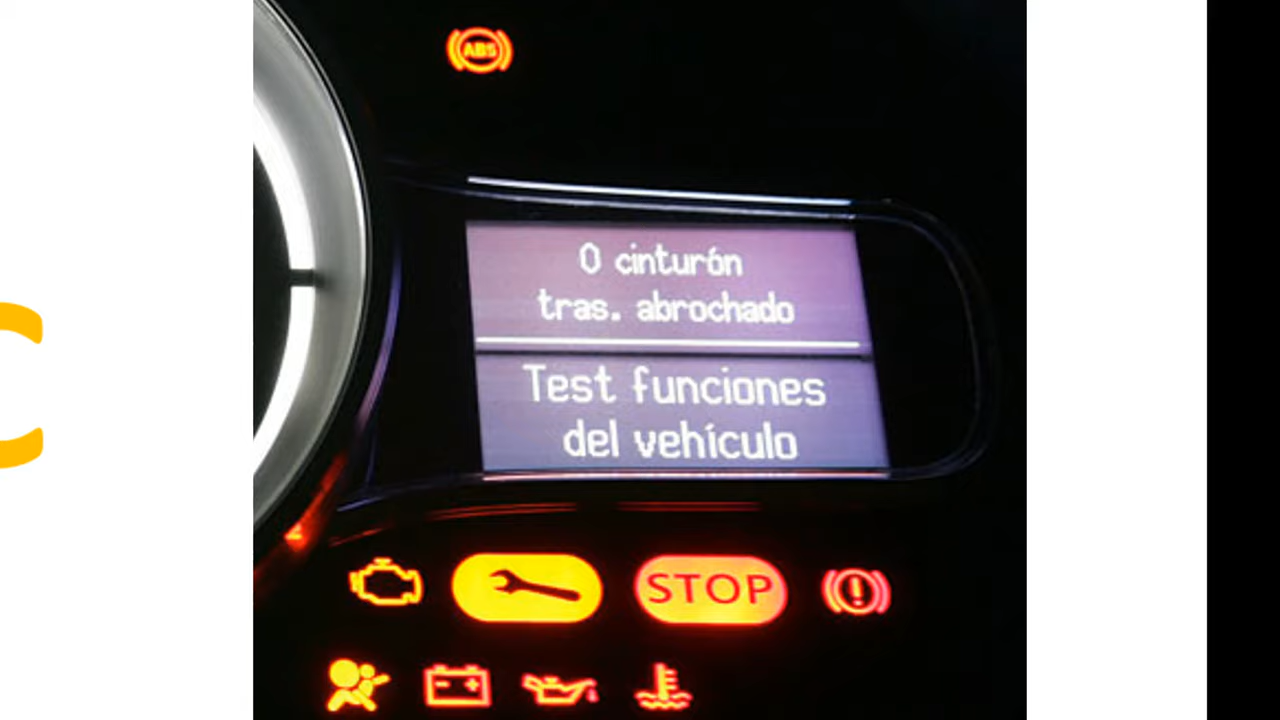 ABS
0 cinturón
tras. abrochado
Test funciones
del vehículo
STOP